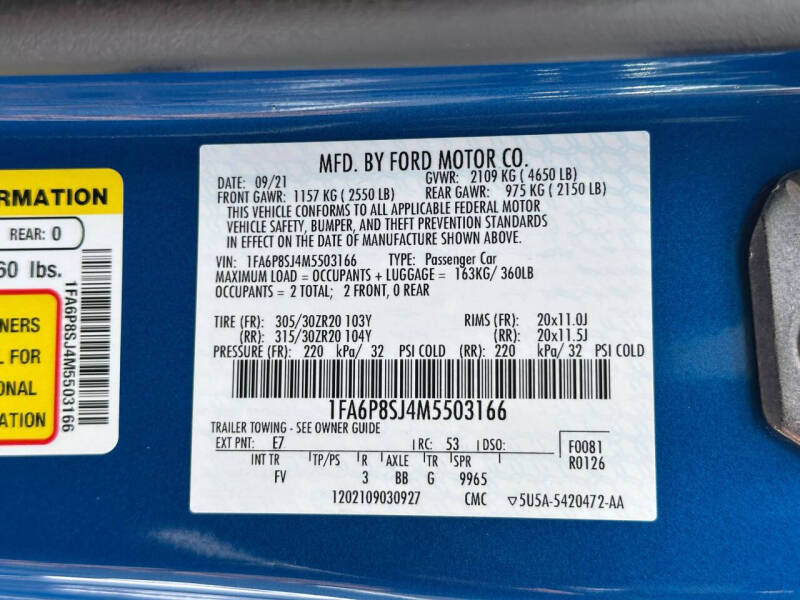 RMATION
REAR: 0
60 lbs.
NERS
L FOR
ONAL
ATION
1FA6P8SJ4M5503166
MFD. BY FORD MOTOR CO.
DATE: 09/21 GVWR: 2109 KG ( 4650 LB)
FRONT GAWR: 1157 KG ( 2550 LB) REAR GAWR: 975 KG ( 2150 LB)
THIS VEHICLE CONFORMS TO ALL APPLICABLE FEDERAL MOTOR
VEHICLE SAFETY, BUMPER, AND THEFT PREVENTION STANDARDS
IN EFFECT ON THE DATE OF MANUFACTURE SHOWN ABOVE.
VIN: 1FA6P8SJ4M5503166 TYPE: Passenger Car
MAXIMUM LOAD = OCCUPANTS + LUGGAGE = 163KG/ 360LB
OCCUPANTS = 2 TOTAL; 2 FRONT, 0 REAR
TIRE (FR): 305/30ZR20 103Y RIMS (FR): 20x11.0J
(RR): 315/30ZR20 104Y (RR): 20x11.5J
PRESSURE (FR): 220 kPa/ 32 PSI COLD (RR): 220 kPa/ 32 PSI COLD
1FA6P8SJ4M5503166
TRAILER TOWING - SEE OWNER GUIDE
EXT PNT: E7 RC: 53 DSO: F0081
R0126
INT TR TP/PS R AXLE TR SPR
FV 3 BB G 9965
1202109030927 CMC ▽5U5A-5420472-AA